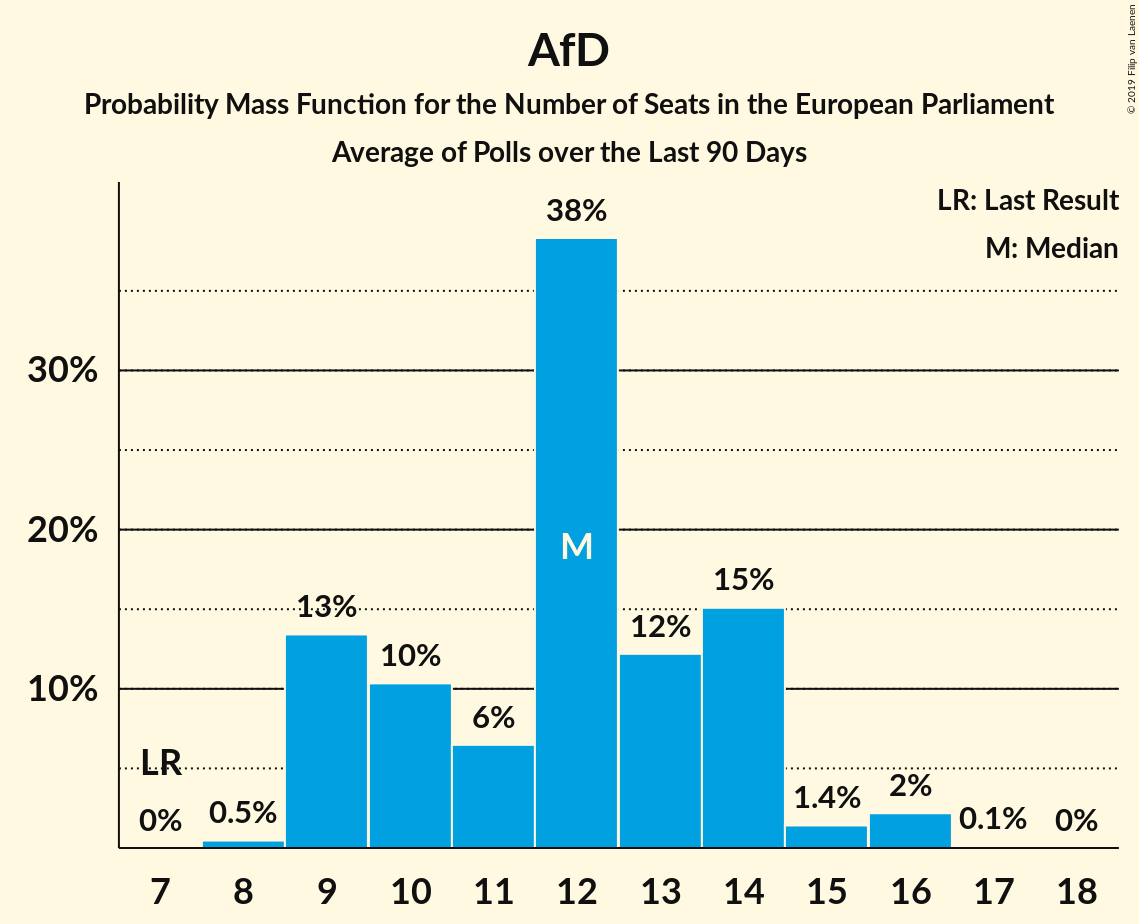 AfD
Probability Mass Function for the Number of Seats in the European Parliament
Average of Polls over the Last 90 Days
© 2019 Filip van Laenen
LR: Last Result
M: Median
38%
30%
20%
M
15%
13%
12%
10%
10%
6%
LR
2%
1.4%
0.5%
0%
0.1%
0%
7 8 9 10 11 12 13 14 15 16 17 18